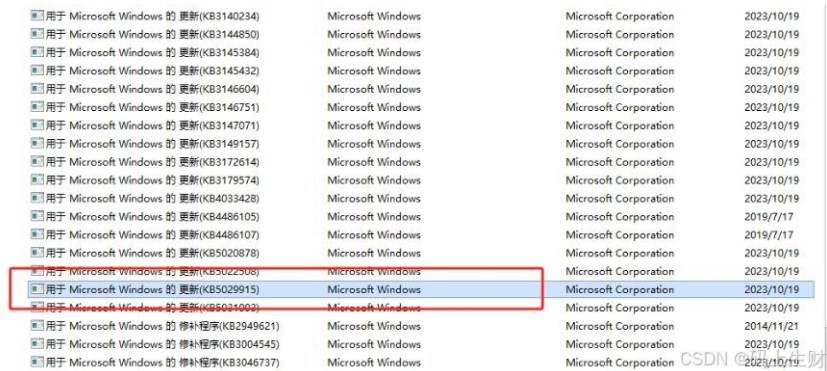 用于 Microsoft Windows 的 更新(KB3140234) Microsoft Windows Microsoft Corporation 2023/10/19
用于 Microsoft Windows 的 更新(KB3144850) Microsoft Windows Microsoft Corporation 2023/10/19
用于 Microsoft Windows 的 更新(KB3145384) Microsoft Windows Microsoft Corporation 2023/10/19
用于 Microsoft Windows 的 更新(KB3145432) Microsoft Windows Microsoft Corporation 2023/10/19
用于 Microsoft Windows 的 更新(KB3146604) Microsoft Windows Microsoft Corporation 2023/10/19
用于 Microsoft Windows 的 更新(KB3146751) Microsoft Windows Microsoft Corporation 2023/10/19
用于 Microsoft Windows 的 更新(KB3147071) Microsoft Windows Microsoft Corporation 2023/10/19
用于 Microsoft Windows 的 更新(KB3149157) Microsoft Windows Microsoft Corporation 2023/10/19
用于 Microsoft Windows 的 更新(KB3172614) Microsoft Windows Microsoft Corporation 2023/10/19
用于 Microsoft Windows 的 更新(KB3179574) Microsoft Windows Microsoft Corporation 2023/10/19
用于 Microsoft Windows 的 更新(KB4033428) Microsoft Windows Microsoft Corporation 2023/10/19
用于 Microsoft Windows 的 更新(KB4486105) Microsoft Windows Microsoft Corporation 2019/7/17
用于 Microsoft Windows 的 更新(KB4486107) Microsoft Windows Microsoft Corporation 2019/7/17
用于 Microsoft Windows 的 更新(KB5020878) Microsoft Windows Microsoft Corporation 2023/10/19
用于 Microsoft Windows 的 更新(KB5022508) Microsoft Windows Microsoft Corporation 2023/10/19
用于 Microsoft Windows 的 更新(KB5029915) Microsoft Windows Microsoft Corporation 2023/10/19
用于 Microsoft Windows 的 更新(KB5031003) Microsoft Windows Microsoft Corporation 2023/10/19
用于 Microsoft Windows 的 修补程序(KB2949621) Microsoft Windows Microsoft Corporation 2014/11/21
用于 Microsoft Windows 的 修补程序(KB3004545) Microsoft Windows Microsoft Corporation 2023/10/19
用于 Microsoft Windows 的 修补程序(KB3046737) Microsoft Windows Microsoft Corporation 2023/10/19
CSDN @码上生财